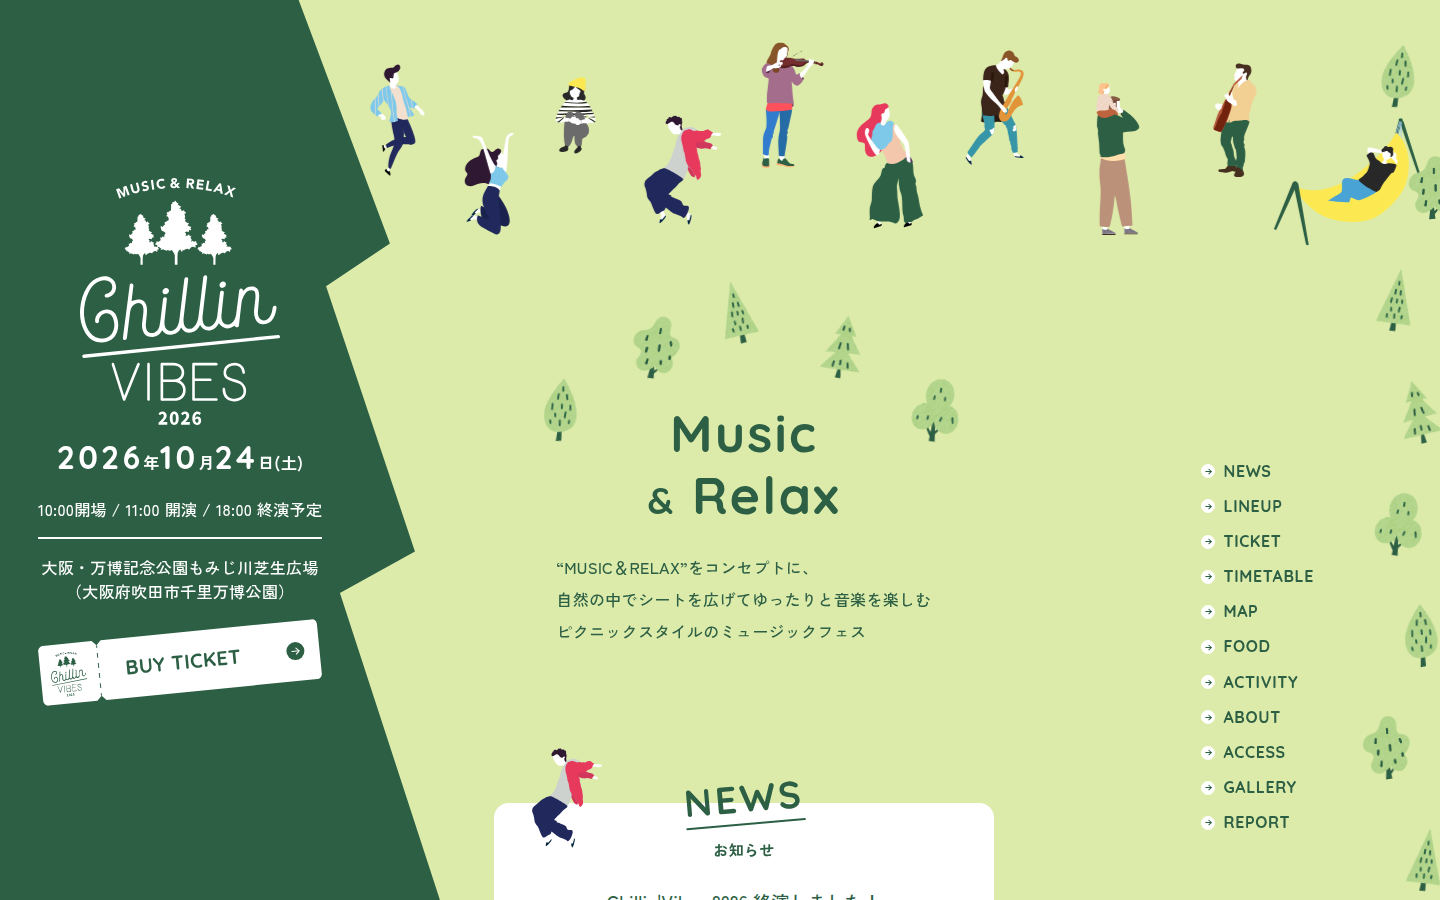 MUSIC & RELAX
Chillin
VIBES
2026
2026年10月24日(土)
10:00開場 / 11:00 開演 / 18:00 終演予定
大阪・万博記念公園もみじ川芝生広場
（大阪府吹田市千里万博公園）
Chillin
VIBES
BUY TICKET
Music
& Relax
“MUSIC＆RELAX”をコンセプトに、
自然の中でシートを広げてゆったりと音楽を楽しむ
ピクニックスタイルのミュージックフェス
NEWS
LINEUP
TICKET
TIMETABLE
MAP
FOOD
ACTIVITY
ABOUT
ACCESS
GALLERY
REPORT
NEWS
お知らせ